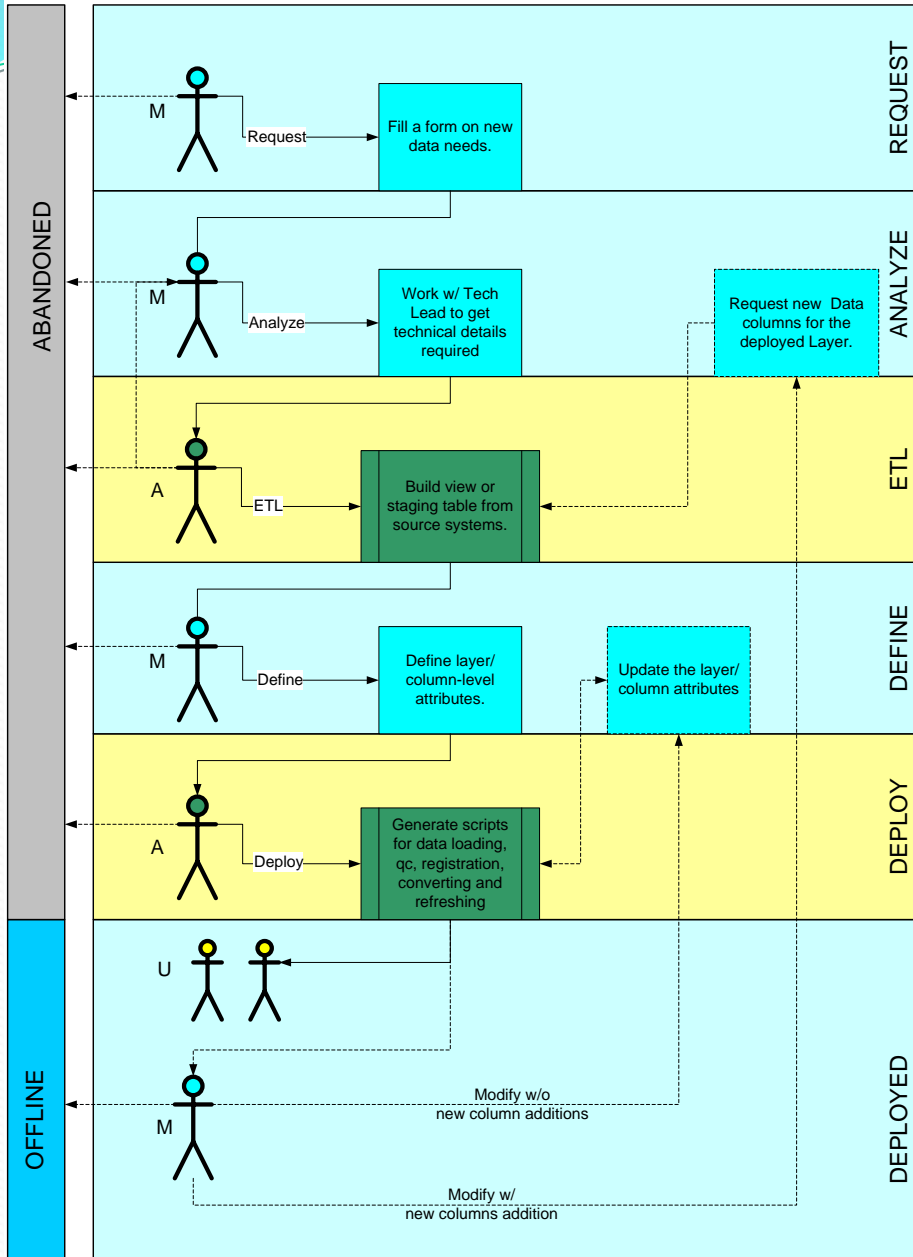 REQUEST
M
Request
Fill a form on new
data needs.
ABANDONED
ANALYZE
M
Analyze
Work w/ Tech
Lead to get
technical details
required
Request new Data
columns for the
deployed Layer.
ETL
A
ETL
Build view or
staging table from
source systems.
DEFINE
M
Define
Define layer/
column-level
attributes.
Update the layer/
column attributes
DEPLOY
A
Deploy
Generate scripts
for data loading,
qc, registration,
converting and
refreshing
OFFLINE
DEPLOYED
U
M
Modify w/o
new column additions
Modify w/
new columns addition